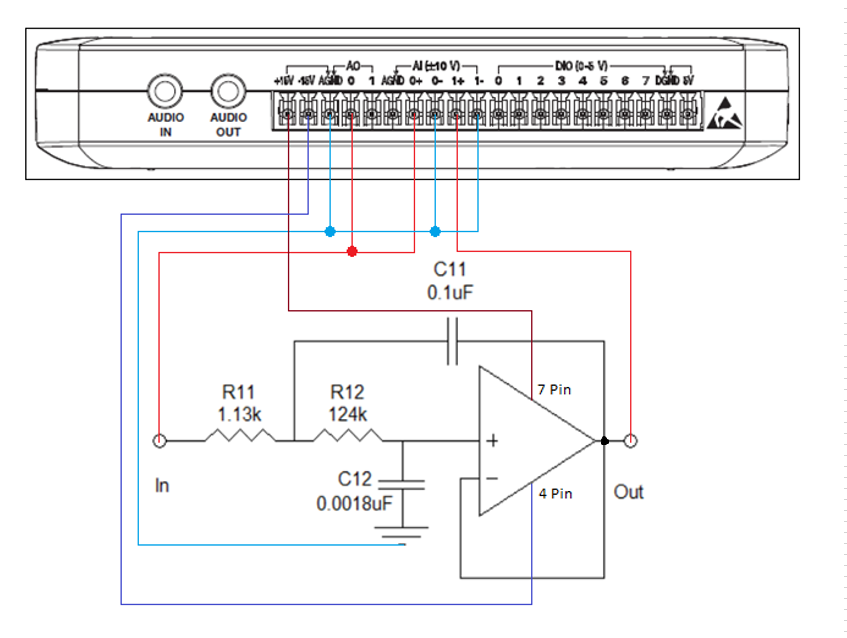 AO AI (±10 V) DIO (0-5 V)
+15V -15V AGND 0 1 AGND 0+ 0- 1+ 1- 0 1 2 3 4 5 6 7 DGND 5V
AUDIO AUDIO
IN OUT
C11
0.1uF
R11 R12
1.13k 124k
7 Pin
+
In
C12
0.0018uF
−
4 Pin
Out